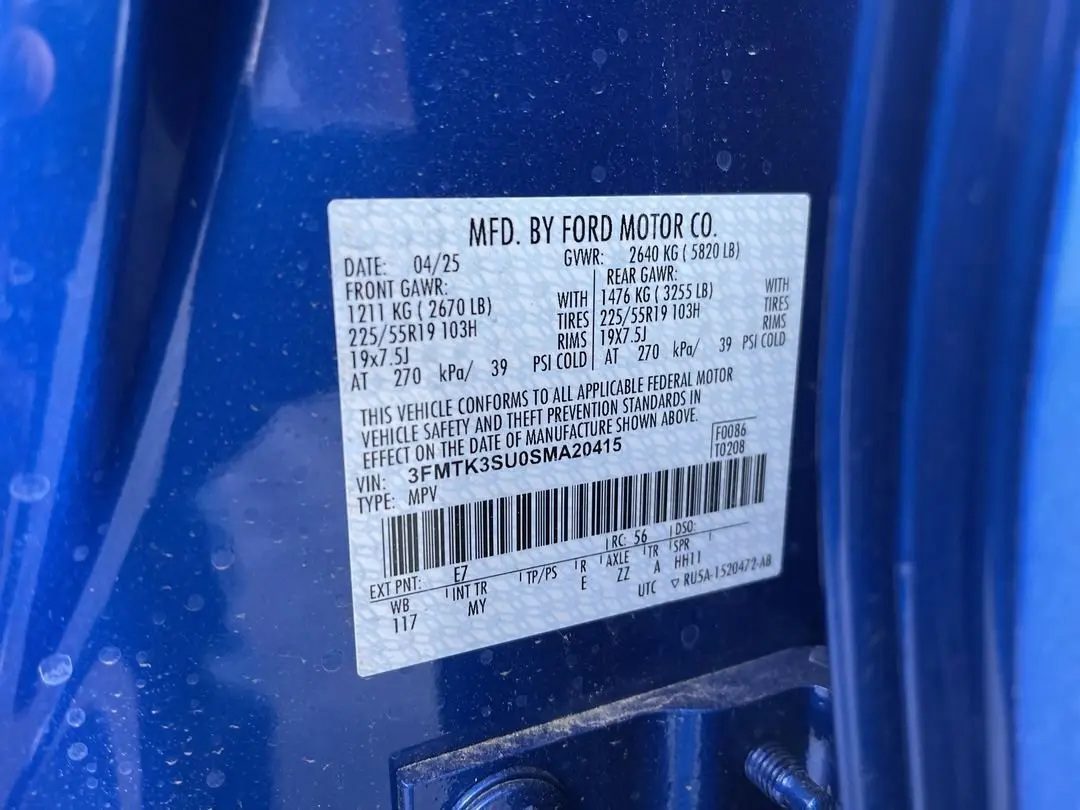 MFD. BY FORD MOTOR CO.
DATE: 04/25 GVWR: 2640 KG ( 5820 LB)
FRONT GAWR: REAR GAWR:
1211 KG ( 2670 LB) WITH 1476 KG ( 3255 LB) WITH
225/55R19 103H TIRES 225/55R19 103H TIRES
19x7.5J RIMS 19x7.5J RIMS
AT 270 kPa/ 39 PSI COLD AT 270 kPa/ 39 PSI COLD
THIS VEHICLE CONFORMS TO ALL APPLICABLE FEDERAL MOTOR
VEHICLE SAFETY AND THEFT PREVENTION STANDARDS IN
EFFECT ON THE DATE OF MANUFACTURE SHOWN ABOVE.
F0086
VIN: 3FMTK3SU0SMA20415 T0208
TYPE: MPV
EXT PNT: E7 RC: 56 DSO:
WB INT TR TP/PS R AXLE TR SPR
117 MY E ZZ A HH11
UTC ▽ RU5A-1520472-AB